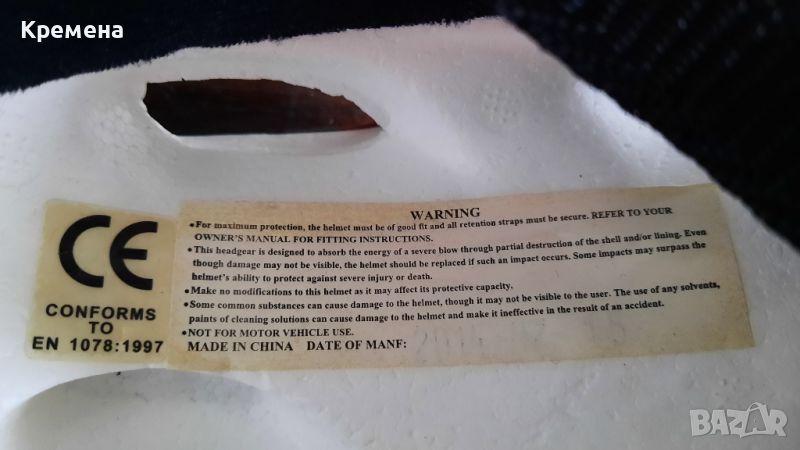 Кремена
CE
CONFORMS
TO
EN 1078:1997
WARNING
•For maximum protection, the helmet must be of good fit and all retention straps must be secure. REFER TO YOUR
OWNER'S MANUAL FOR FITTING INSTRUCTIONS.
•This headgear is designed to absorb the energy of a severe blow through partial destruction of the shell and/or lining. Even
though damage may not be visible, the helmet should be replaced if such an impact occurs. Some impacts may surpass the
helmet's ability to protect against severe injury or death.
•Make no modifications to this helmet as it may affect its protective capacity.
•Some common substances can cause damage to the helmet, though it may not be visible to the user. The use of any solvents,
paints of cleaning solutions can cause damage to the helmet and make it ineffective in the result of an accident.
•NOT FOR MOTOR VEHICLE USE.
MADE IN CHINA DATE OF MANF:
BAZAR